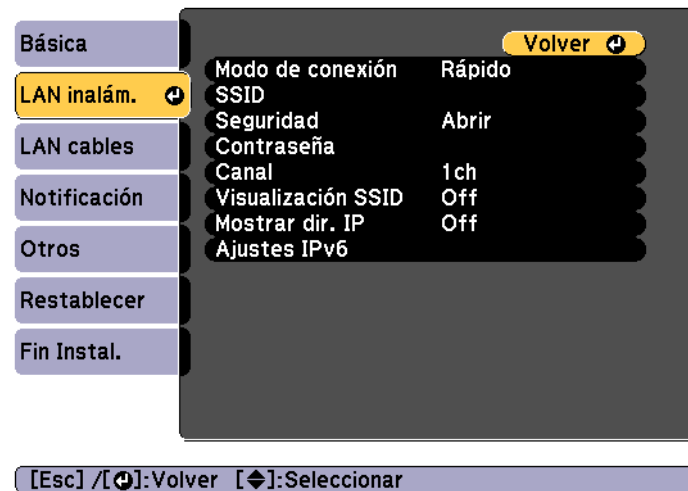 Básica
LAN inalám.
LAN cables
Notificación
Otros
Restablecer
Fin Instal.
Volver
Modo de conexión Rápido
SSID
Seguridad Abrir
Contraseña
Canal 1ch
Visualización SSID Off
Mostrar dir. IP Off
Ajustes IPv6
[Esc] /[⏎]:Volver [◆]:Seleccionar